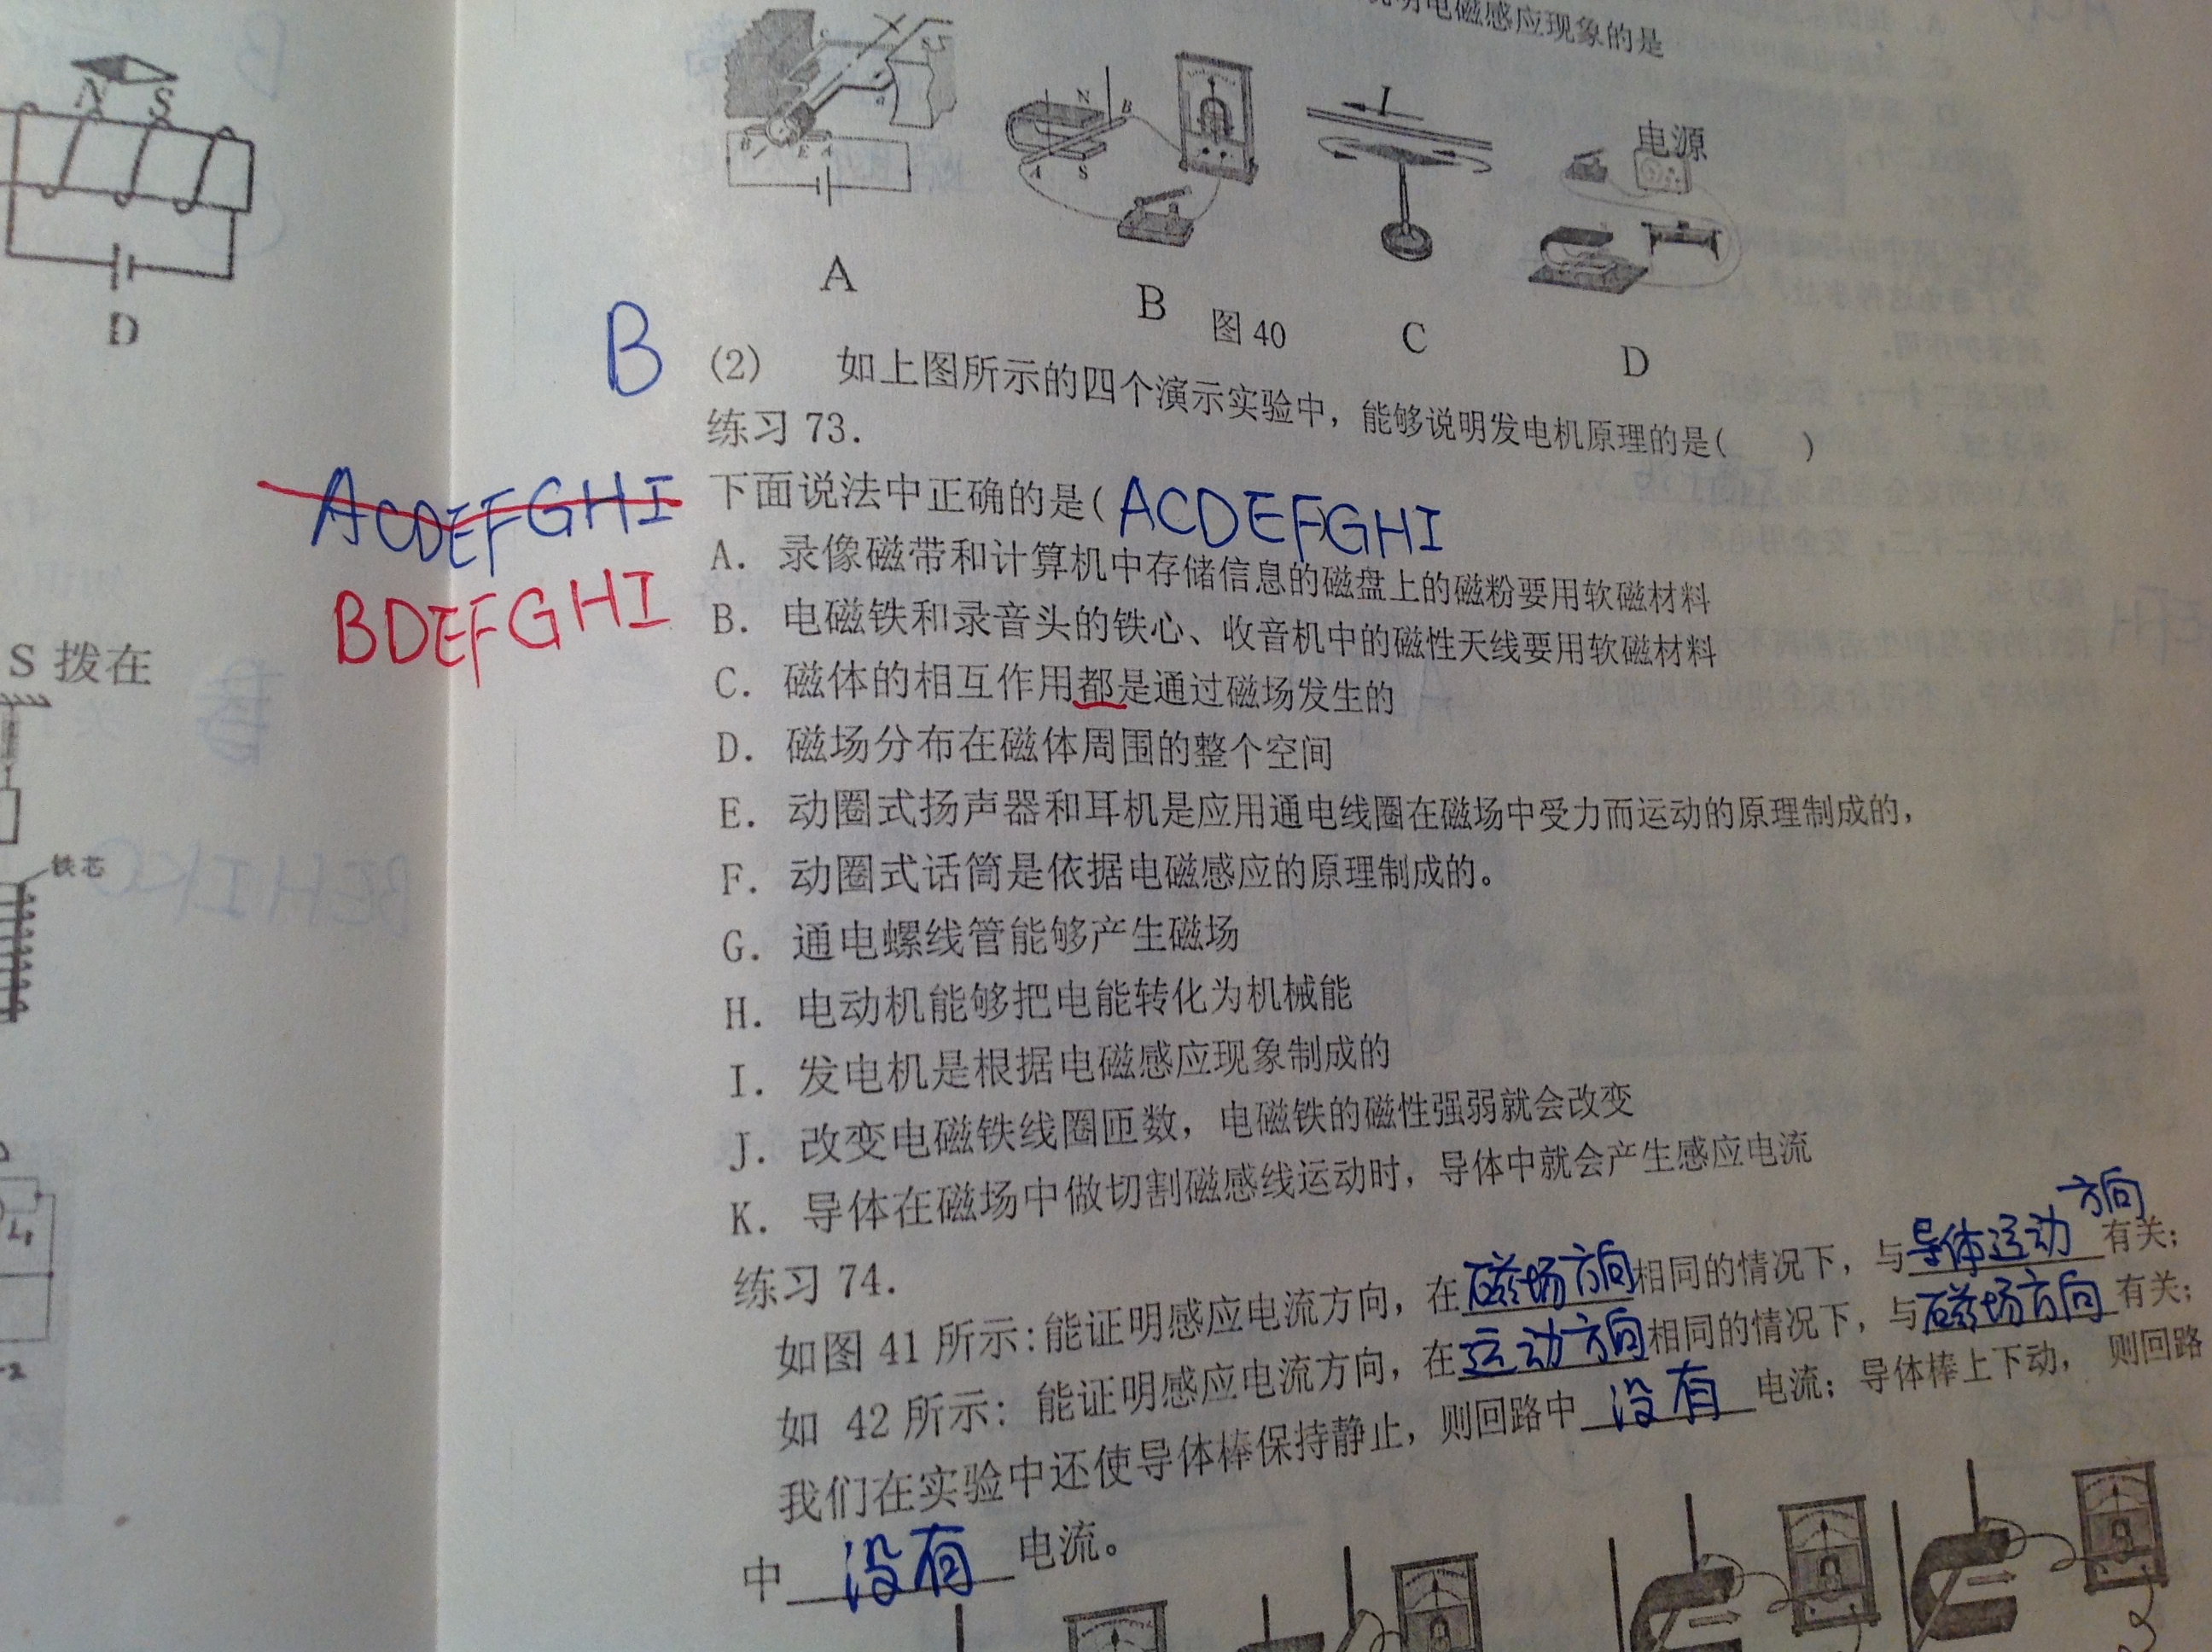 N S
D
S 拨在
铁芯
L₁
明电磁感应现象的是
B E A
N B
A S
I
电源
A
B
图 40
C
D
B
(2) 如上图所示的四个演示实验中，能够说明发电机原理的是( )
练习 73.
ACDEFGHI
下面说法中正确的是( ACDEFGHI
BDEFGHI
A. 录像磁带和计算机中存储信息的磁盘上的磁粉要用软磁材料
B. 电磁铁和录音头的铁心、收音机中的磁性天线要用软磁材料
C. 磁体的相互作用都是通过磁场发生的
D. 磁场分布在磁体周围的整个空间
E. 动圈式扬声器和耳机是应用通电线圈在磁场中受力而运动的原理制成的，
F. 动圈式话筒是依据电磁感应的原理制成的。
G. 通电螺线管能够产生磁场
H. 电动机能够把电能转化为机械能
I. 发电机是根据电磁感应现象制成的
J. 改变电磁铁线圈匝数，电磁铁的磁性强弱就会改变
K. 导体在磁场中做切割磁感线运动时，导体中就会产生感应电流
练习 74.
如图 41 所示：能证明感应电流方向，在磁场方向相同的情况下，与导体运动方向有关；
如 42 所示：能证明感应电流方向，在运动方向相同的情况下，与磁场方向有关；
我们在实验中还使导体棒保持静止，则回路中没有电流；导体棒上下动，则回路
中没有电流。